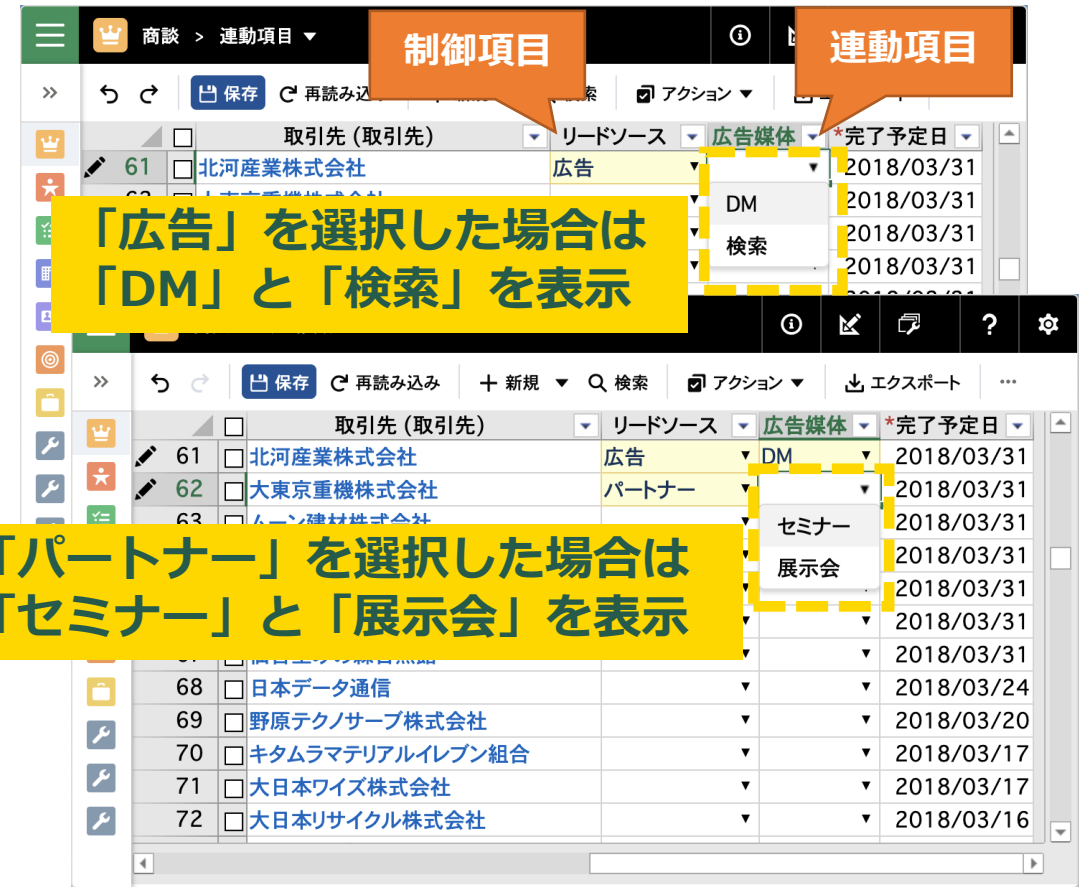 商談 > 連動項目 ▼
制御項目
連動項目
保存 再読み込
アクション ▼
取引先 (取引先) リードソース 広告媒体 *完了予定日
61 北河産業株式会社 広告 2018/03/31
2018/03/31
2018/03/31
2018/03/31
DM
検索
「広告」を選択した場合は
「DM」と「検索」を表示
保存 再読み込み + 新規 ▼ 検索 アクション ▼ エクスポート ...
取引先 (取引先) リードソース 広告媒体 *完了予定日
61 北河産業株式会社 広告 DM 2018/03/31
62 大東京重機株式会社 パートナー 2018/03/31
63 ムーン建材株式会社 2018/03/31
セミナー
展示会
2018/03/31
2018/03/31
2018/03/31
2018/03/31
「パートナー」を選択した場合は
「セミナー」と「展示会」を表示
68 日本データ通信 2018/03/24
69 野原テクノサーブ株式会社 2018/03/20
70 キタムラマテリアルイレブン組合 2018/03/17
71 大日本ワイズ株式会社 2018/03/17
72 大日本リサイクル株式会社 2018/03/16